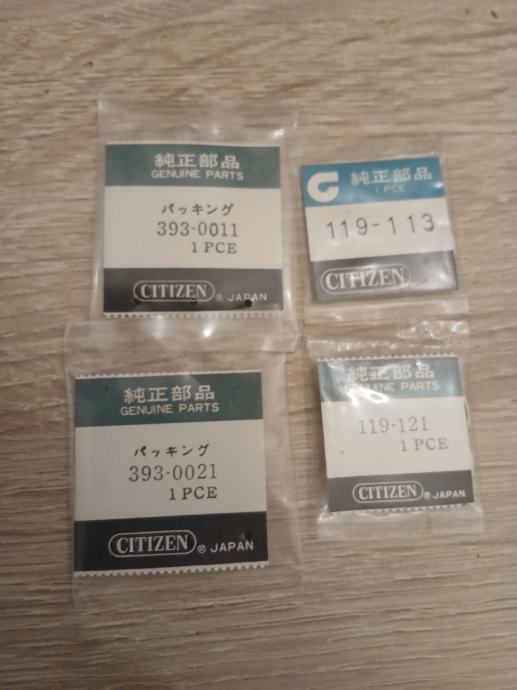 純正部品
GENUINE PARTS
パッキング
393-0011
1 PCE
CITIZEN ® JAPAN
純正部品
1 PCE
119-113
CITIZEN
純正部品
GENUINE PARTS
パッキング
393-0021
1 PCE
CITIZEN ® JAPAN
純正部品
UINE PARTS
119-121
1 PCE
CITIZEN ® JAPAN